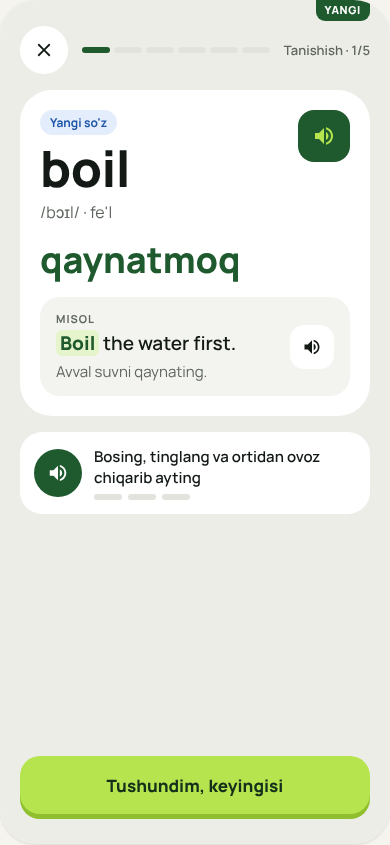 YANGI
Tanishish · 1/5
Yangi so'z
boil
/bɔɪl/ · fe'l
qaynatmoq
MISOL
Boil the water first.
Avval suvni qaynating.
Bosing, tinglang va ortidan ovoz
chiqarib ayting
Tushundim, keyingisi